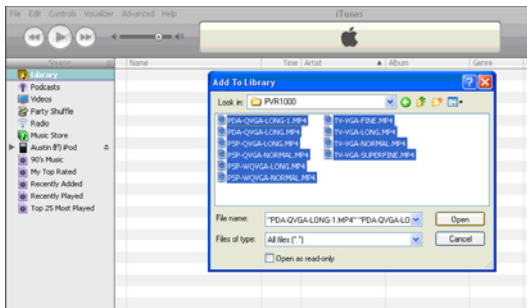 File Edit Controls Visualizer Advanced Help
iTunes
Source
Name Time Artist Album Genre
Library
Podcasts
Videos
Party Shuffle
Radio
Music Store
Austin 的 iPod
90's Music
My Top Rated
Recently Added
Recently Played
Top 25 Most Played
Add To Library
Look in: PVR1000
PDA-QVGA-LONG-1.MP4 TV-VGA-FINE.MP4
PDA-QVGA-LONG.MP4 TV-VGA-LONG.MP4
PSP-QVGA-LONG.MP4 TV-VGA-NORMAL.MP4
PSP-QVGA-NORMAL.MP4 TV-VGA-SUPERFINE.MP4
PSP-WQVGA-LONG.MP4
PSP-WQVGA-NORMAL.MP4
File name: "PDA-QVGA-LONG-1.MP4" "PDA-QVGA-LO Open
Files of type: All files (*.*) Cancel
Open as read-only